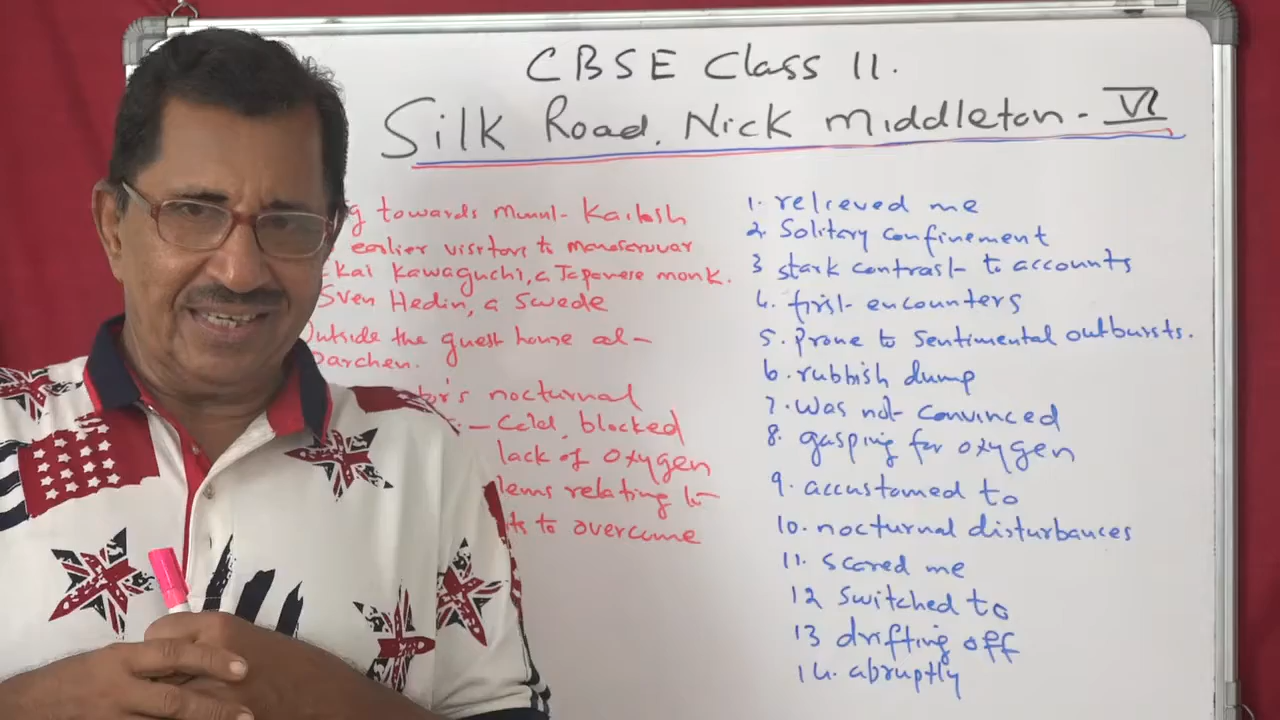 CBSE Class 11.
Silk Road, Nick Middleton - VI
towards Mount Kailash
earlier visitors to Manasarovar
Kawaguchi, a Japanese monk.
Sven Hedin, a Swede
Outside the guest house at
Darchen.
nocturnal
- Cold, blocked
lack of oxygen
relating to
to overcome
1. relieved me
2. Solitary confinement
3 stark contrast to accounts
4. first encounters
5. Prone to sentimental outbursts.
6. rubbish dump
7. Was not convinced
8. gasping for oxygen
9. accustomed to
10. nocturnal disturbances
11. scored me
12 switched to
13 drifting off
14. abruptly